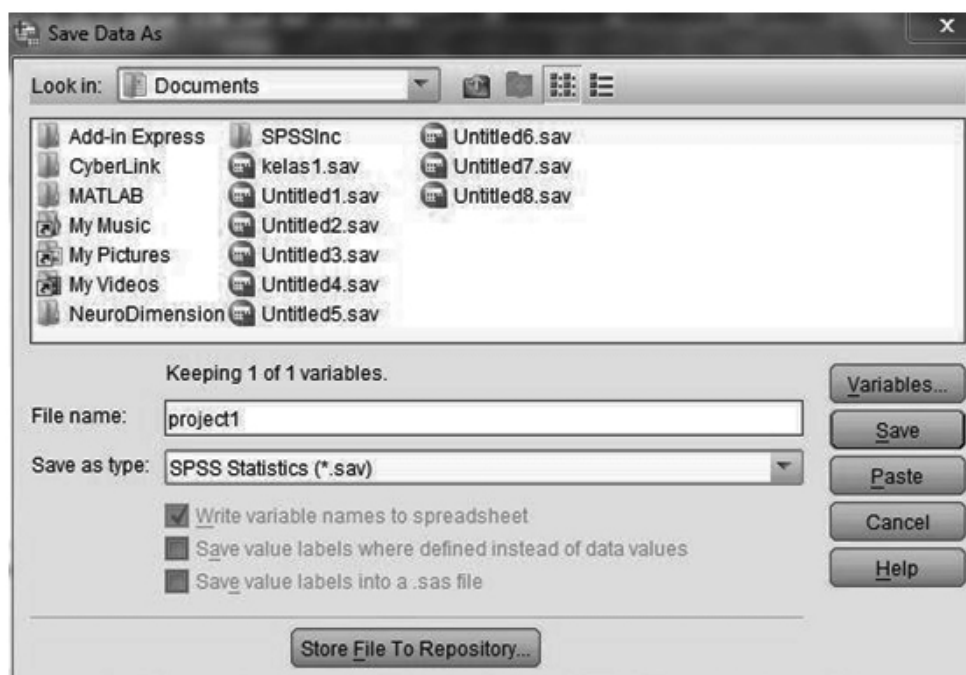 Save Data As
X
Look in: Documents
Add-in Express SPSSInc Untitled6.sav
CyberLink kelas1.sav Untitled7.sav
MATLAB Untitled1.sav Untitled8.sav
My Music Untitled2.sav
My Pictures Untitled3.sav
My Videos Untitled4.sav
NeuroDimension Untitled5.sav
Keeping 1 of 1 variables.
Variables...
File name: project1
Save
Save as type: SPSS Statistics (*.sav)
Paste
Write variable names to spreadsheet
Cancel
Save value labels where defined instead of data values
Save value labels into a .sas file
Help
Store File To Repository...